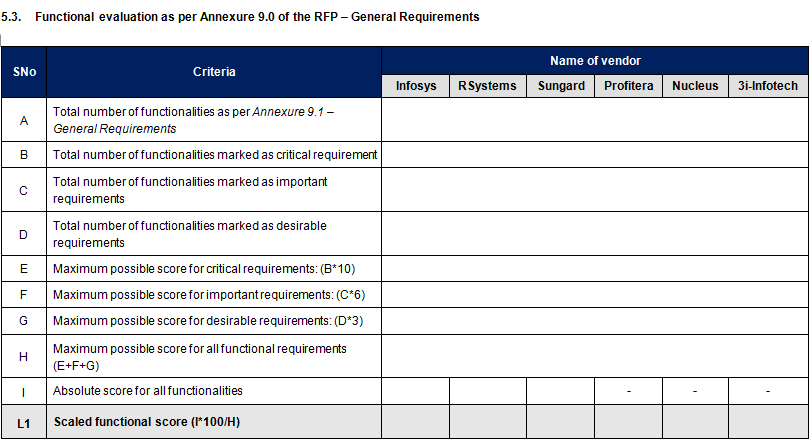 5.3. Functional evaluation as per Annexure 9.0 of the RFP – General Requirements
SNo
Criteria
Name of vendor
Infosys RSystems Sungard Profitera Nucleus 3i-Infotech
A
Total number of functionalities as per Annexure 9.1 –
General Requirements
B Total number of functionalities marked as critical requirement
C
Total number of functionalities marked as important
requirements
D
Total number of functionalities marked as desirable
requirements
E Maximum possible score for critical requirements: (B*10)
F Maximum possible score for important requirements: (C*6)
G Maximum possible score for desirable requirements: (D*3)
H
Maximum possible score for all functional requirements
(E+F+G)
I Absolute score for all functionalities - - -
L1 Scaled functional score (I*100/H)